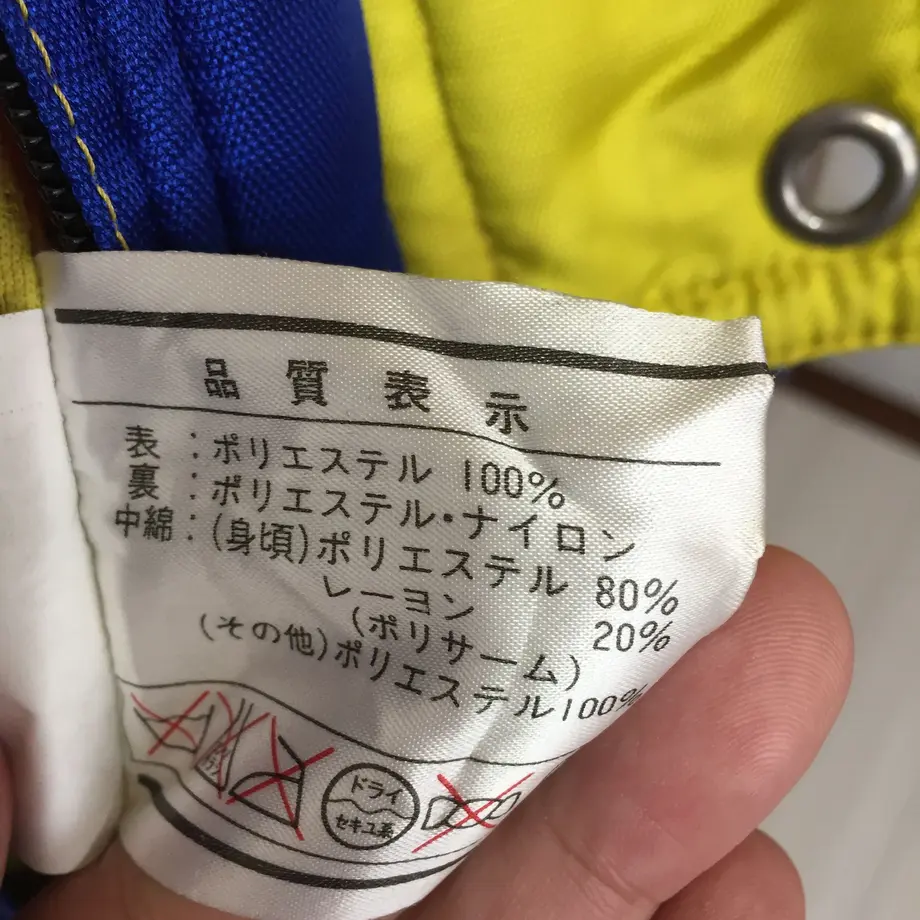 品質表示
表：ポリエステル 100%
裏：ポリエステル・ナイロン
中綿：(身頃)ポリエステル 80%
レーヨン 20%
(ポリサーム)
(その他)ポリエステル100%
ドライ
セキユ系